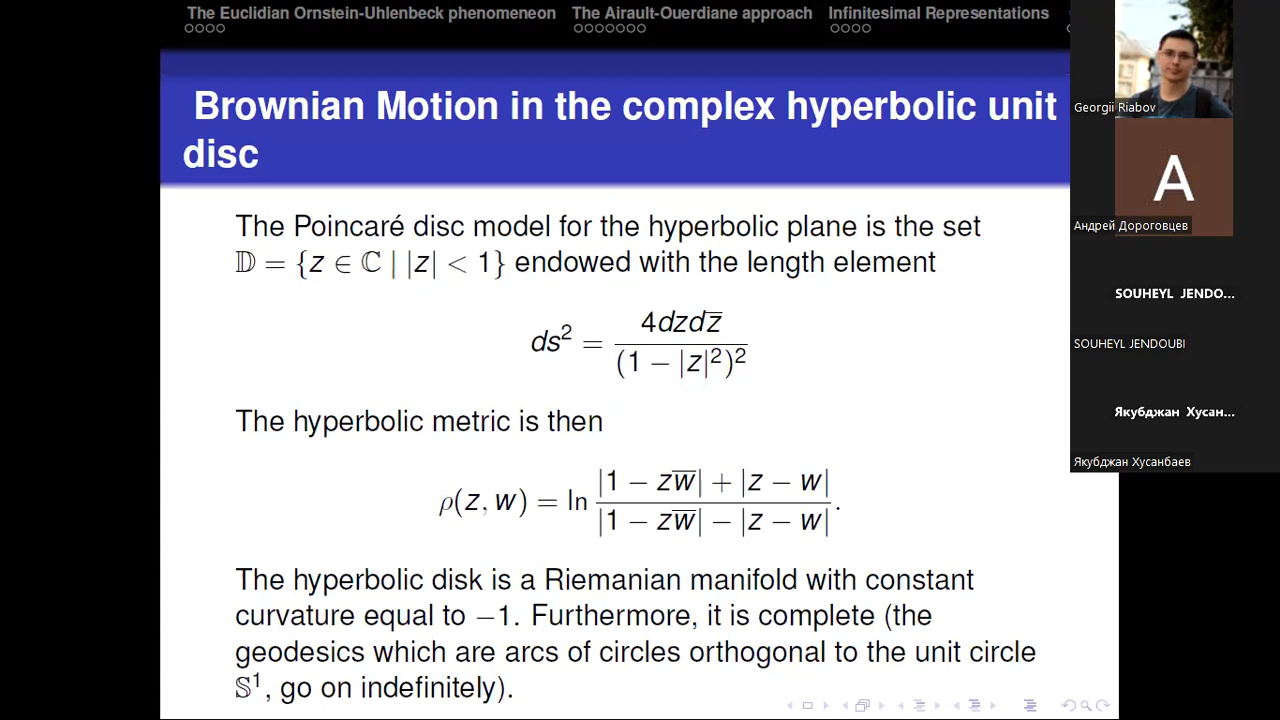 The Euclidian Ornstein-Uhlenbeck phenomeneon The Airault-Ouerdiane approach Infinitesimal Representations
Brownian Motion in the complex hyperbolic unit
disc
The Poincaré disc model for the hyperbolic plane is the set
𝔻 = {z ∈ ℂ | |z| < 1} endowed with the length element
ds² = 4dzdz̅ / (1 − |z|²)²
The hyperbolic metric is then
ρ(z, w) = ln |1 − zw̅| + |z − w| / |1 − zw̅| − |z − w| .
The hyperbolic disk is a Riemanian manifold with constant
curvature equal to −1. Furthermore, it is complete (the
geodesics which are arcs of circles orthogonal to the unit circle
𝕊¹, go on indefinitely).
Georgii Riabov
A
Андрей Дороговцев
SOUHEYL JENDO...
SOUHEYL JENDOUBI
Якубджан Хусан...
Якубджан Хусанбаев